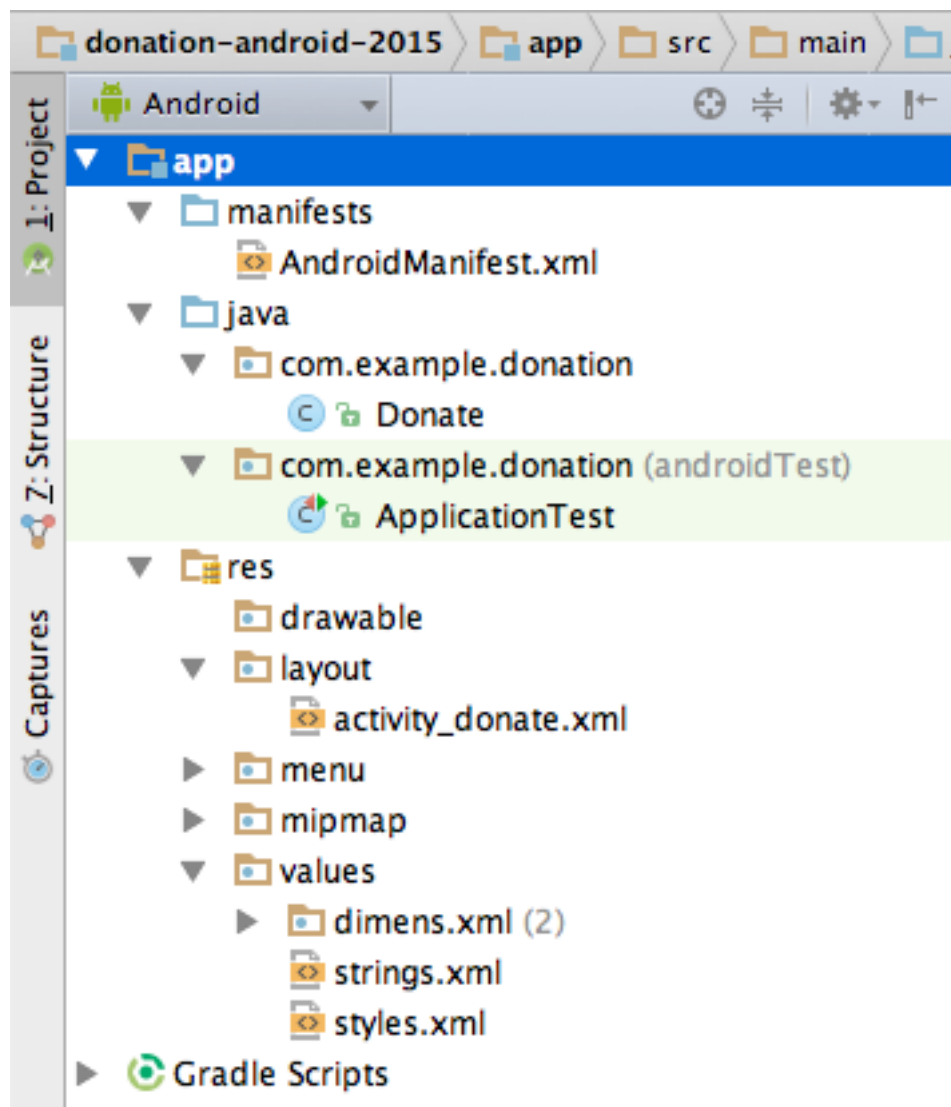 donation-android-2015 app src main
Android
1: Project
app
manifests
AndroidManifest.xml
java
com.example.donation
Donate
com.example.donation (androidTest)
ApplicationTest
7: Structure
res
drawable
layout
activity_donate.xml
Captures
menu
mipmap
values
dimens.xml (2)
strings.xml
styles.xml
Gradle Scripts